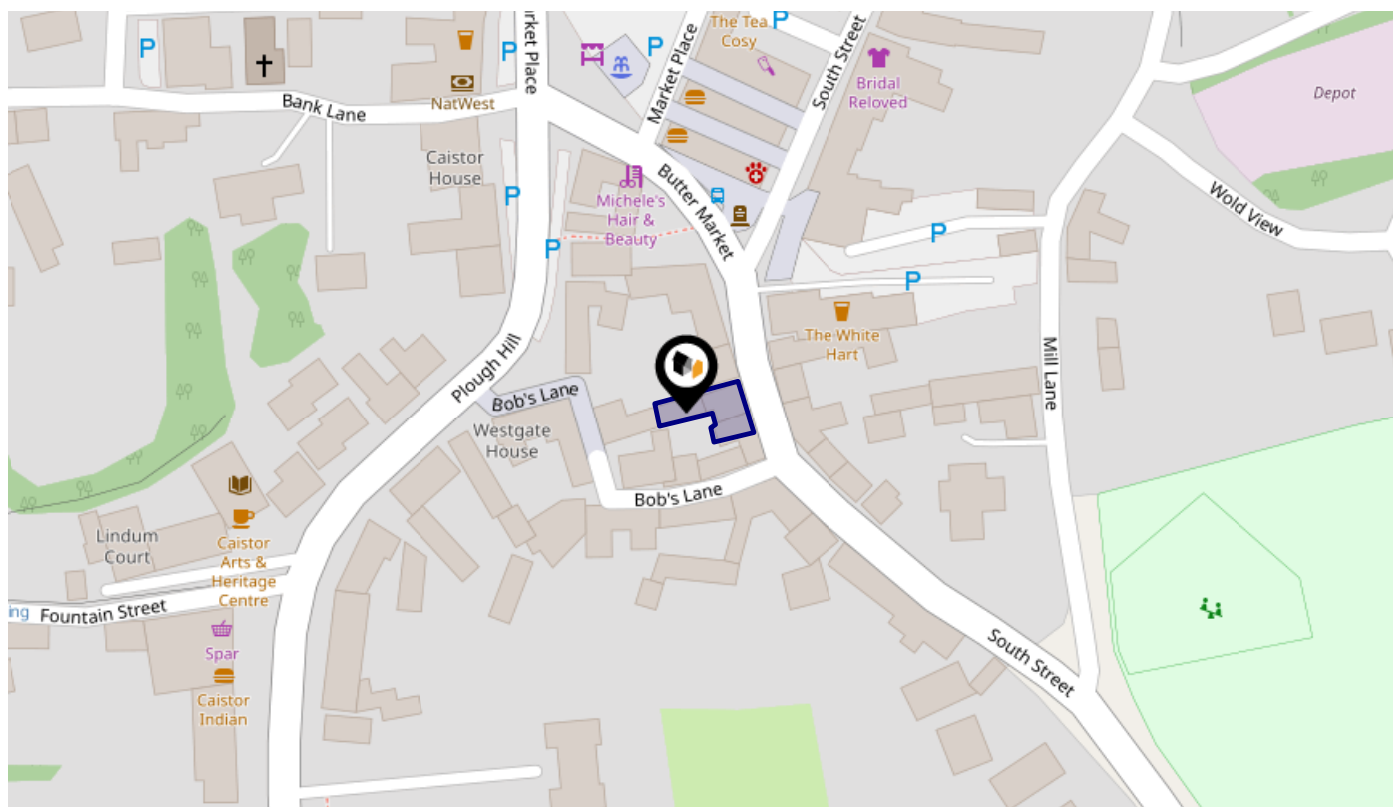 The Tea
Cosy
P
P
P
P
rket Place
Market Place
South Street
Bridal
Reloved
Depot
NatWest
Bank Lane
Caistor
House
P
Michele's
Hair &
Beauty
Butter Market
Wold View
P
P
P
The White
Hart
Plough Hill
Mill Lane
Bob's Lane
Westgate
House
Bob's Lane
Lindum
Court
Caistor
Arts &
Heritage
Centre
ing
Fountain Street
Spar
Caistor
Indian
South Street